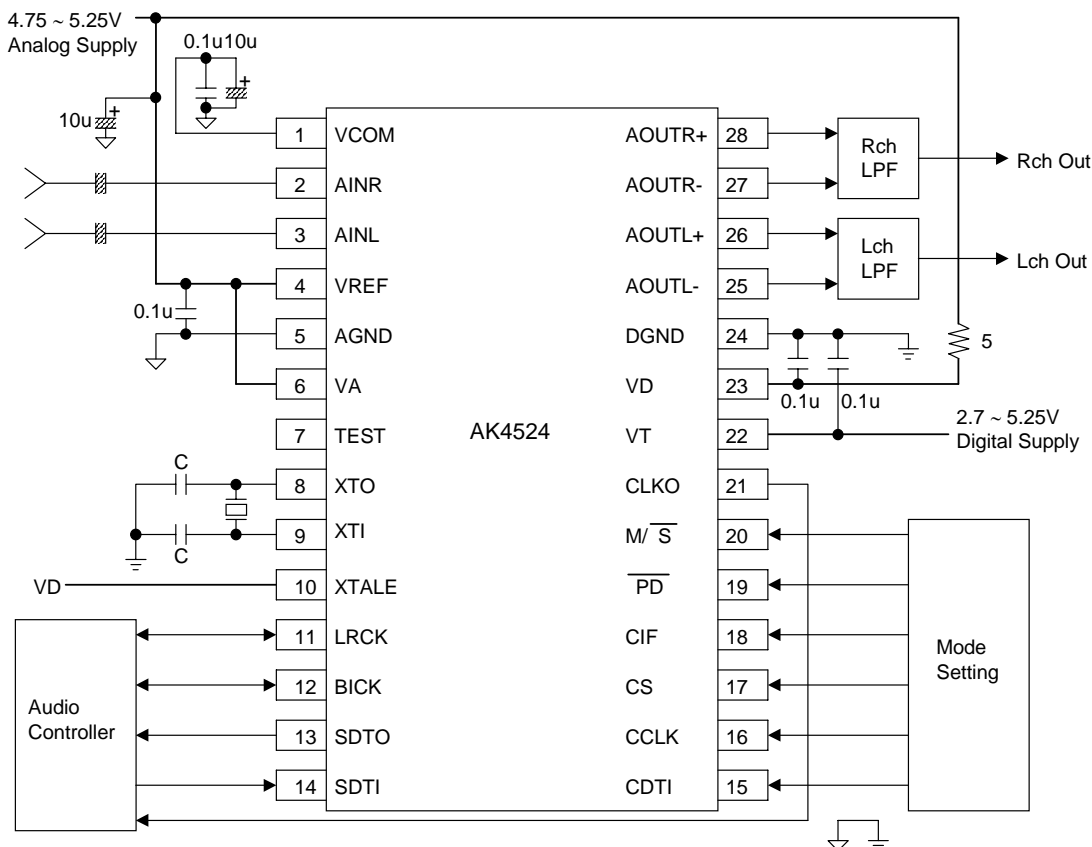 4.75 ~ 5.25V
Analog Supply
0.1u10u
+
+
10u
1 VCOM
2 AINR
3 AINL
4 VREF
0.1u
5 AGND
6 VA
7 TEST
C
8 XTO
9 XTI
C
VD
10 XTALE
11 LRCK
12 BICK
13 SDTO
14 SDTI
Audio
Controller
AK4524
AOUTR+ 28
AOUTR- 27
AOUTL+ 26
AOUTL- 25
DGND 24
VD 23
VT 22
CLKO 21
M/S 20
PD 19
CIF 18
CS 17
CCLK 16
CDTI 15
Rch
LPF
Rch Out
Lch
LPF
Lch Out
5
0.1u 0.1u
2.7 ~ 5.25V
Digital Supply
Mode
Setting